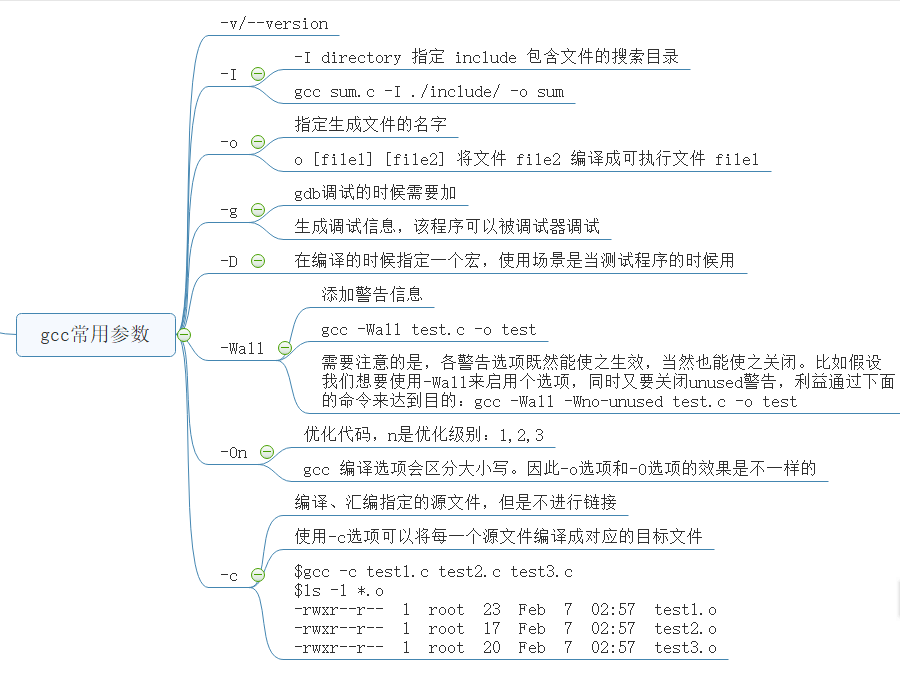 gcc常用参数
-v/--version
-I
-I directory 指定 include 包含文件的搜索目录
gcc sum.c -I ./include/ -o sum
-o
指定生成文件的名字
o [file1] [file2] 将文件 file2 编译成可执行文件 file1
-g
gdb调试的时候需要加
生成调试信息，该程序可以被调试器调试
-D
在编译的时候指定一个宏，使用场景是当测试程序的时候用
-Wall
添加警告信息
gcc -Wall test.c -o test
需要注意的是，各警告选项既然能使之生效，当然也能使之关闭。比如假设
我们想要使用-Wall来启用个选项，同时又要关闭unused警告，利益通过下面
的命令来达到目的：gcc -Wall -Wno-unused test.c -o test
-On
优化代码，n是优化级别：1,2,3
gcc 编译选项会区分大小写。因此-o选项和-O选项的效果是不一样的
-c
编译、汇编指定的源文件，但是不进行链接
使用-c选项可以将每一个源文件编译成对应的目标文件
$gcc -c test1.c test2.c test3.c
$ls -l *.o
-rwxr--r-- 1 root 23 Feb 7 02:57 test1.o
-rwxr--r-- 1 root 17 Feb 7 02:57 test2.o
-rwxr--r-- 1 root 20 Feb 7 02:57 test3.o